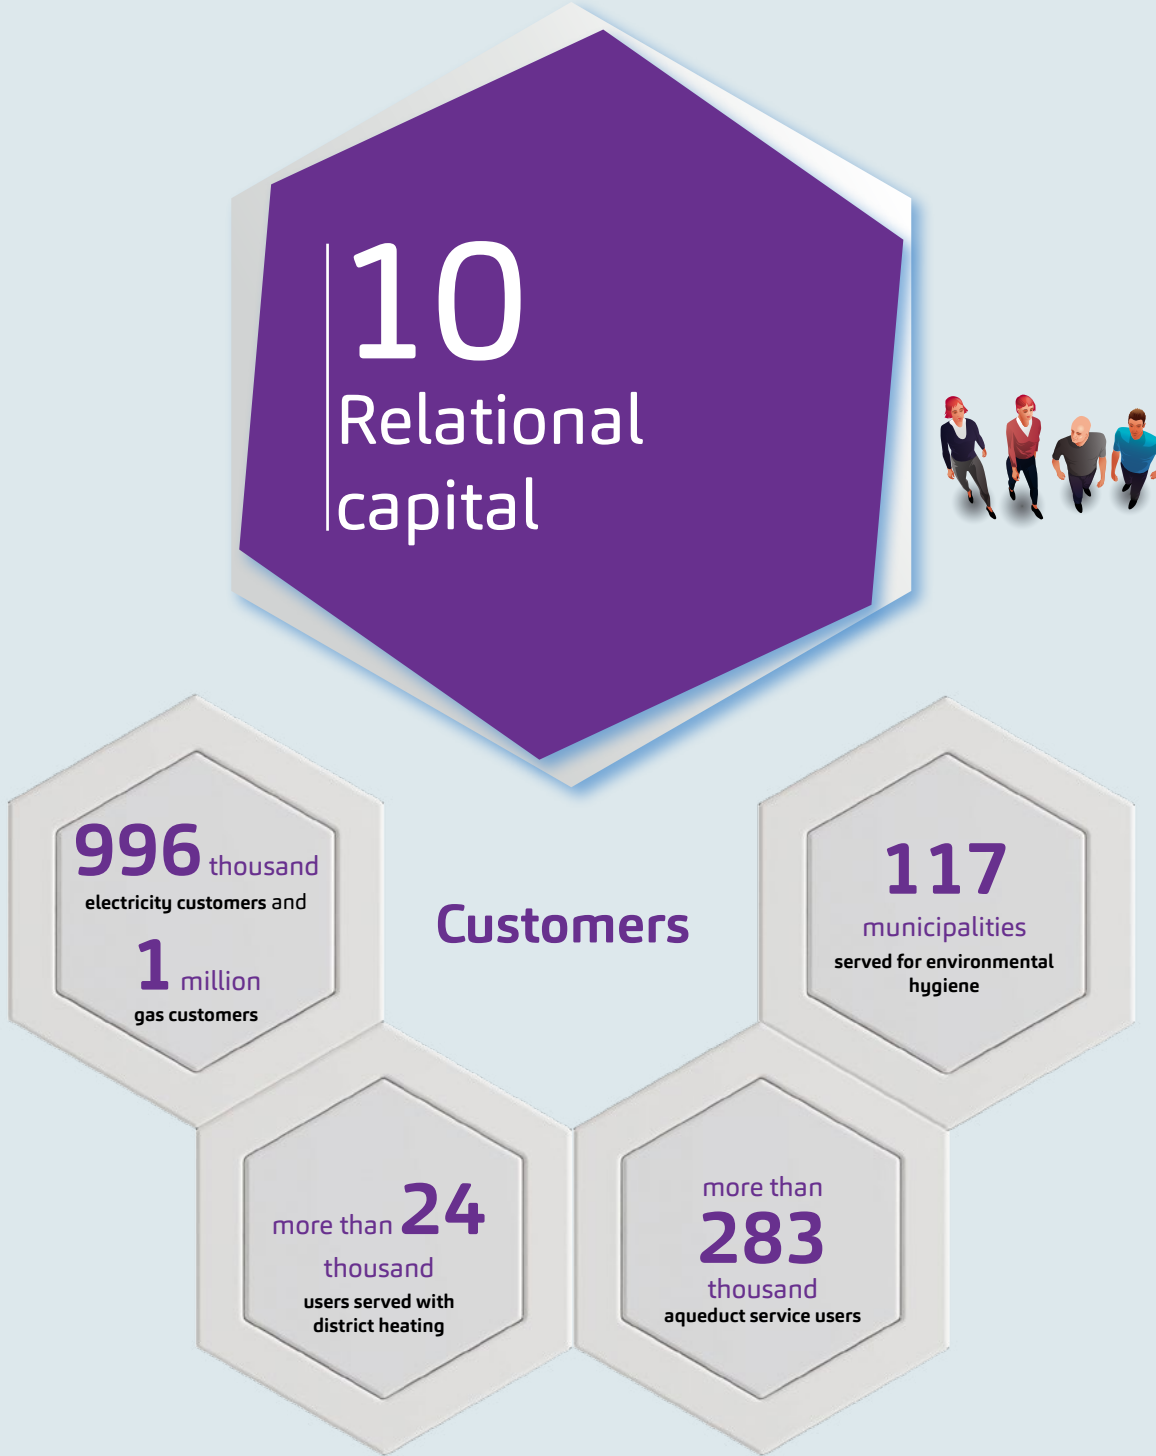 10
Relational
capital
996 thousand
electricity customers and
1 million
gas customers
Customers
117
municipalities
served for environmental
hygiene
more than 24
thousand
users served with
district heating
more than
283
thousand
aqueduct service users